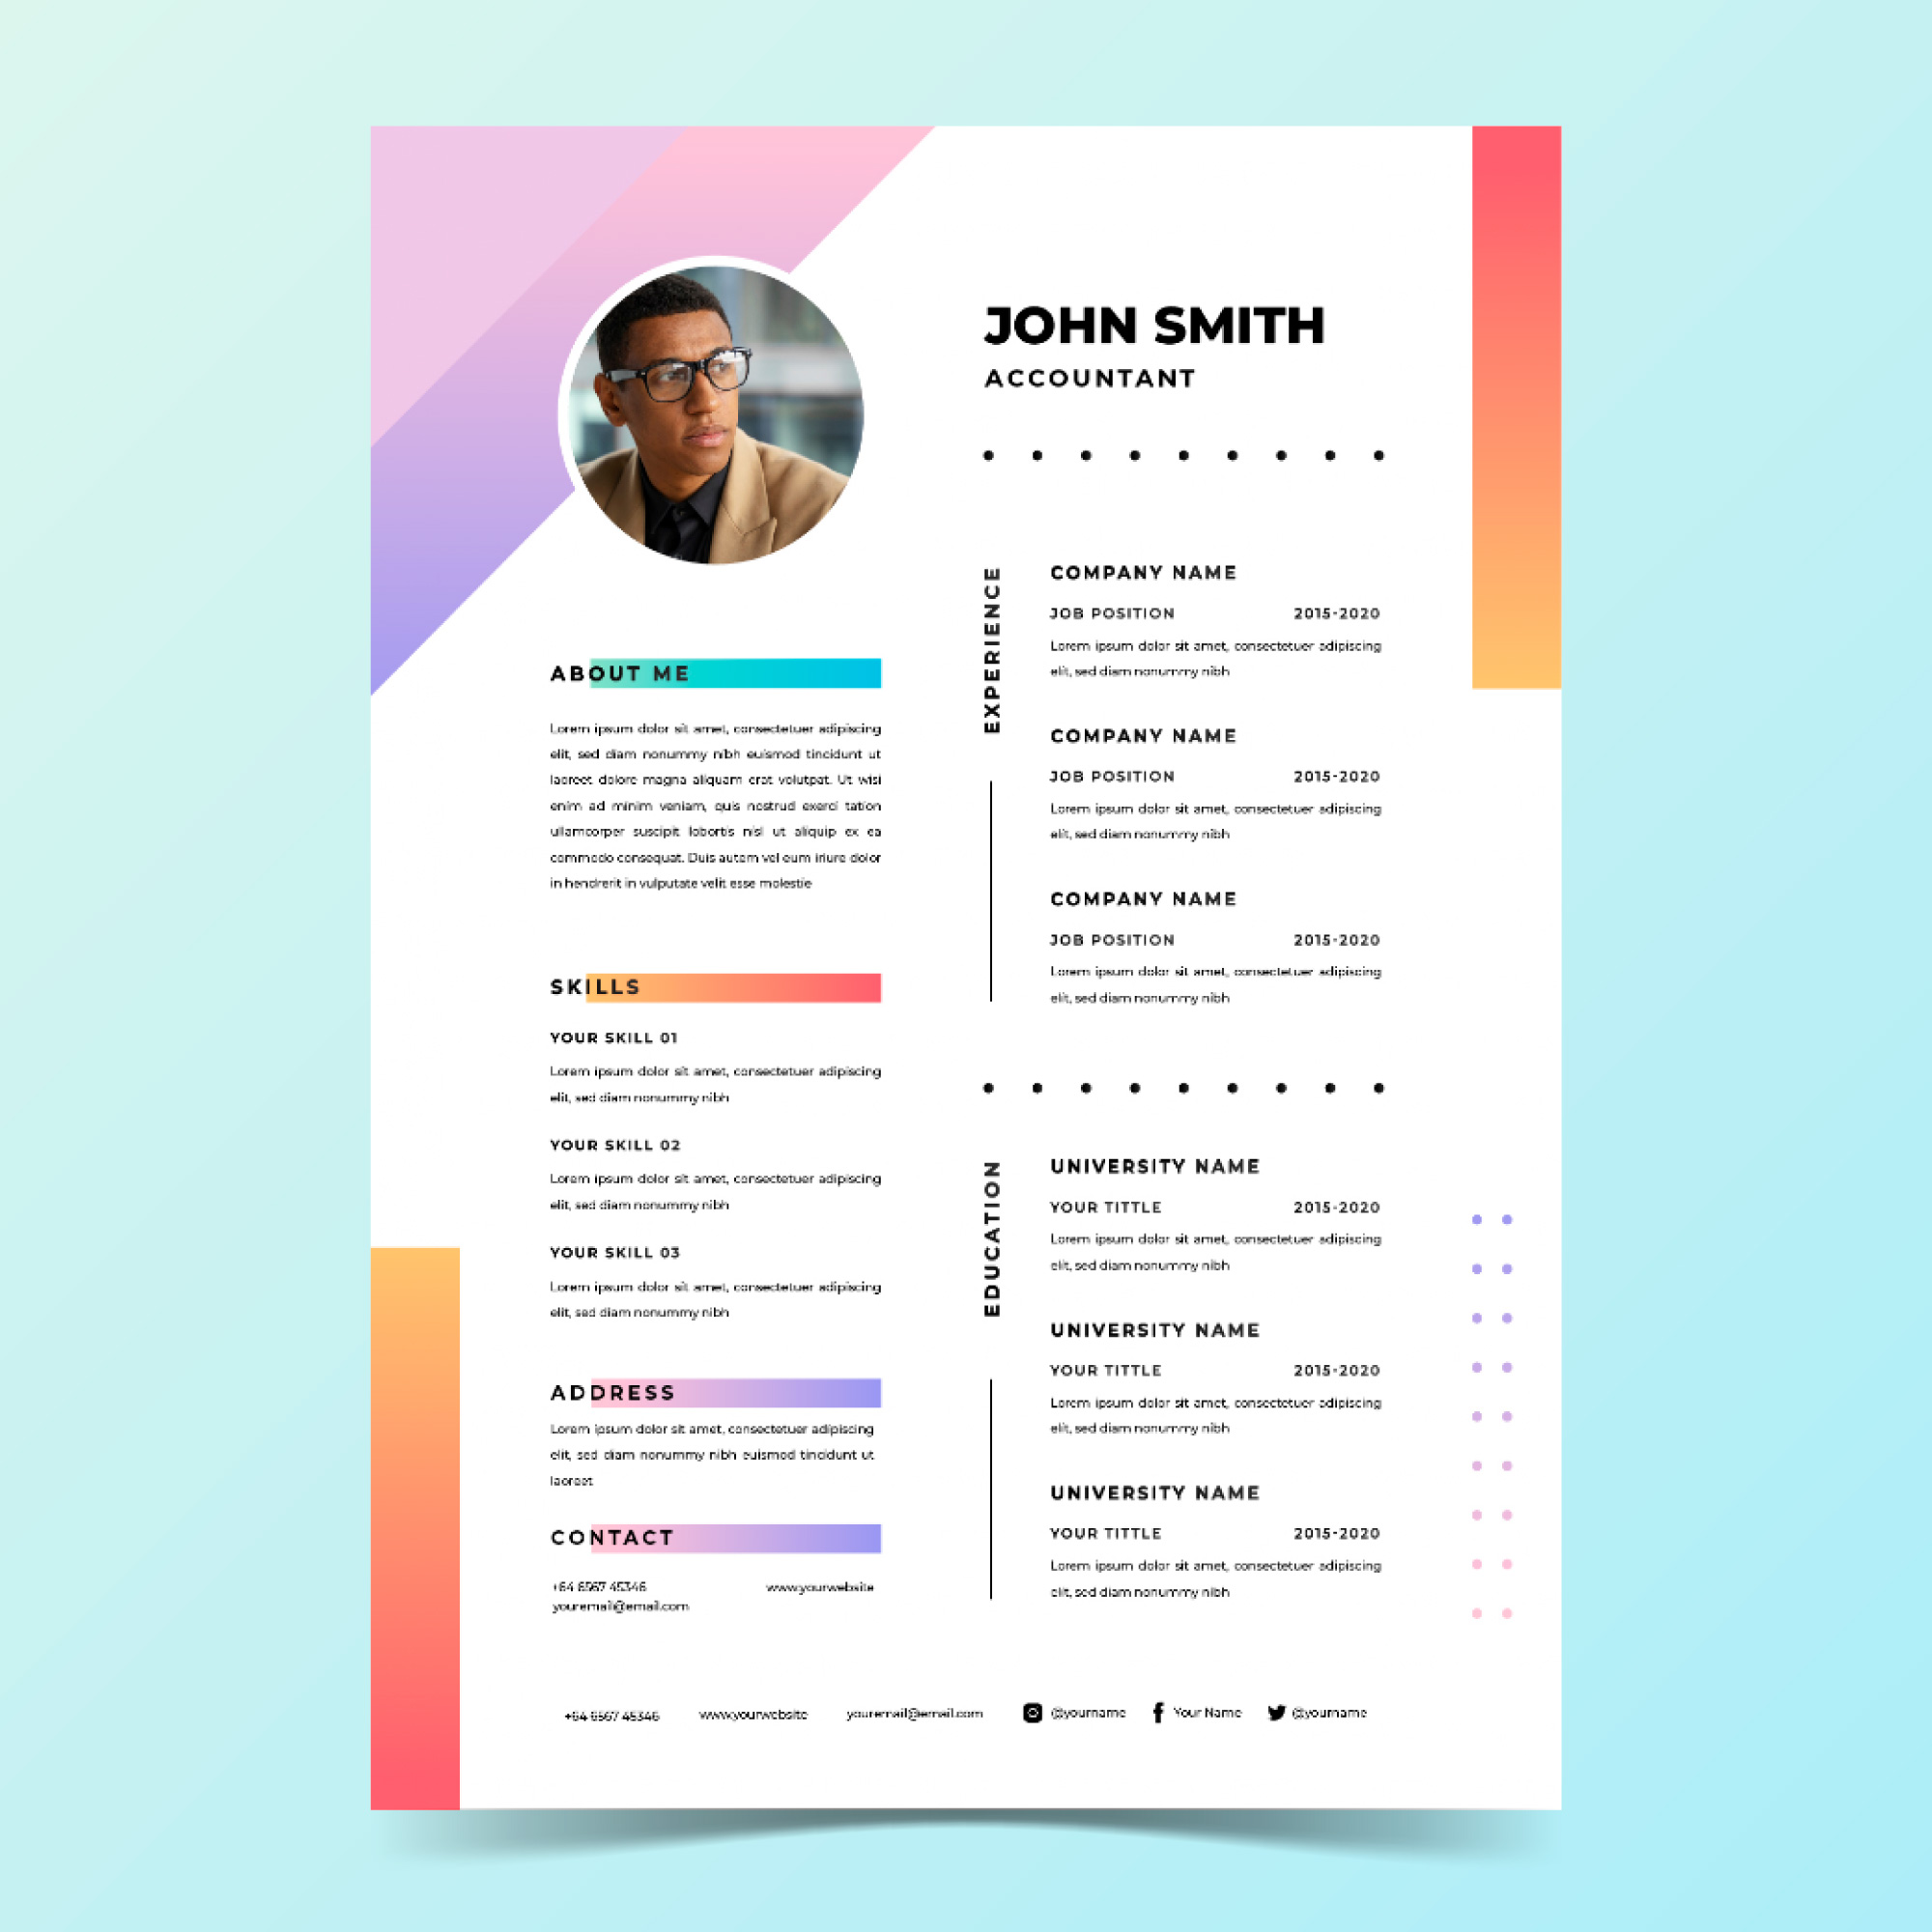 JOHN SMITH
ACCOUNTANT
ABOUT ME
Lorem ipsum dolor sit amet, consectetuer adipiscing
elit, sed diam nonummy nibh euismod tincidunt ut
laoreet dolore magna aliquam erat volutpat. Ut wisi
enim ad minim veniam, quis nostrud exerci tation
ullamcorper suscipit lobortis nisl ut aliquip ex ea
commodo consequat. Duis autem vel eum iriure dolor
in hendrerit in vulputate velit esse molestie
SKILLS
YOUR SKILL 01
Lorem ipsum dolor sit amet, consectetuer adipiscing
elit, sed diam nonummy nibh
YOUR SKILL 02
Lorem ipsum dolor sit amet, consectetuer adipiscing
elit, sed diam nonummy nibh
YOUR SKILL 03
Lorem ipsum dolor sit amet, consectetuer adipiscing
elit, sed diam nonummy nibh
ADDRESS
Lorem ipsum dolor sit amet, consectetuer adipiscing
elit, sed diam nonummy nibh euismod tincidunt ut
laoreet
CONTACT
+64 6567 45346 www.yourwebsite
youremail@email.com
EXPERIENCE
COMPANY NAME
JOB POSITION 2015-2020
Lorem ipsum dolor sit amet, consectetuer adipiscing
elit, sed diam nonummy nibh
COMPANY NAME
JOB POSITION 2015-2020
Lorem ipsum dolor sit amet, consectetuer adipiscing
elit, sed diam nonummy nibh
COMPANY NAME
JOB POSITION 2015-2020
Lorem ipsum dolor sit amet, consectetuer adipiscing
elit, sed diam nonummy nibh
EDUCATION
UNIVERSITY NAME
YOUR TITTLE 2015-2020
Lorem ipsum dolor sit amet, consectetuer adipiscing
elit, sed diam nonummy nibh
UNIVERSITY NAME
YOUR TITTLE 2015-2020
Lorem ipsum dolor sit amet, consectetuer adipiscing
elit, sed diam nonummy nibh
UNIVERSITY NAME
YOUR TITTLE 2015-2020
Lorem ipsum dolor sit amet, consectetuer adipiscing
elit, sed diam nonummy nibh
+64 6567 45346 www.yourwebsite youremail@email.com @yourname Your Name @yourname